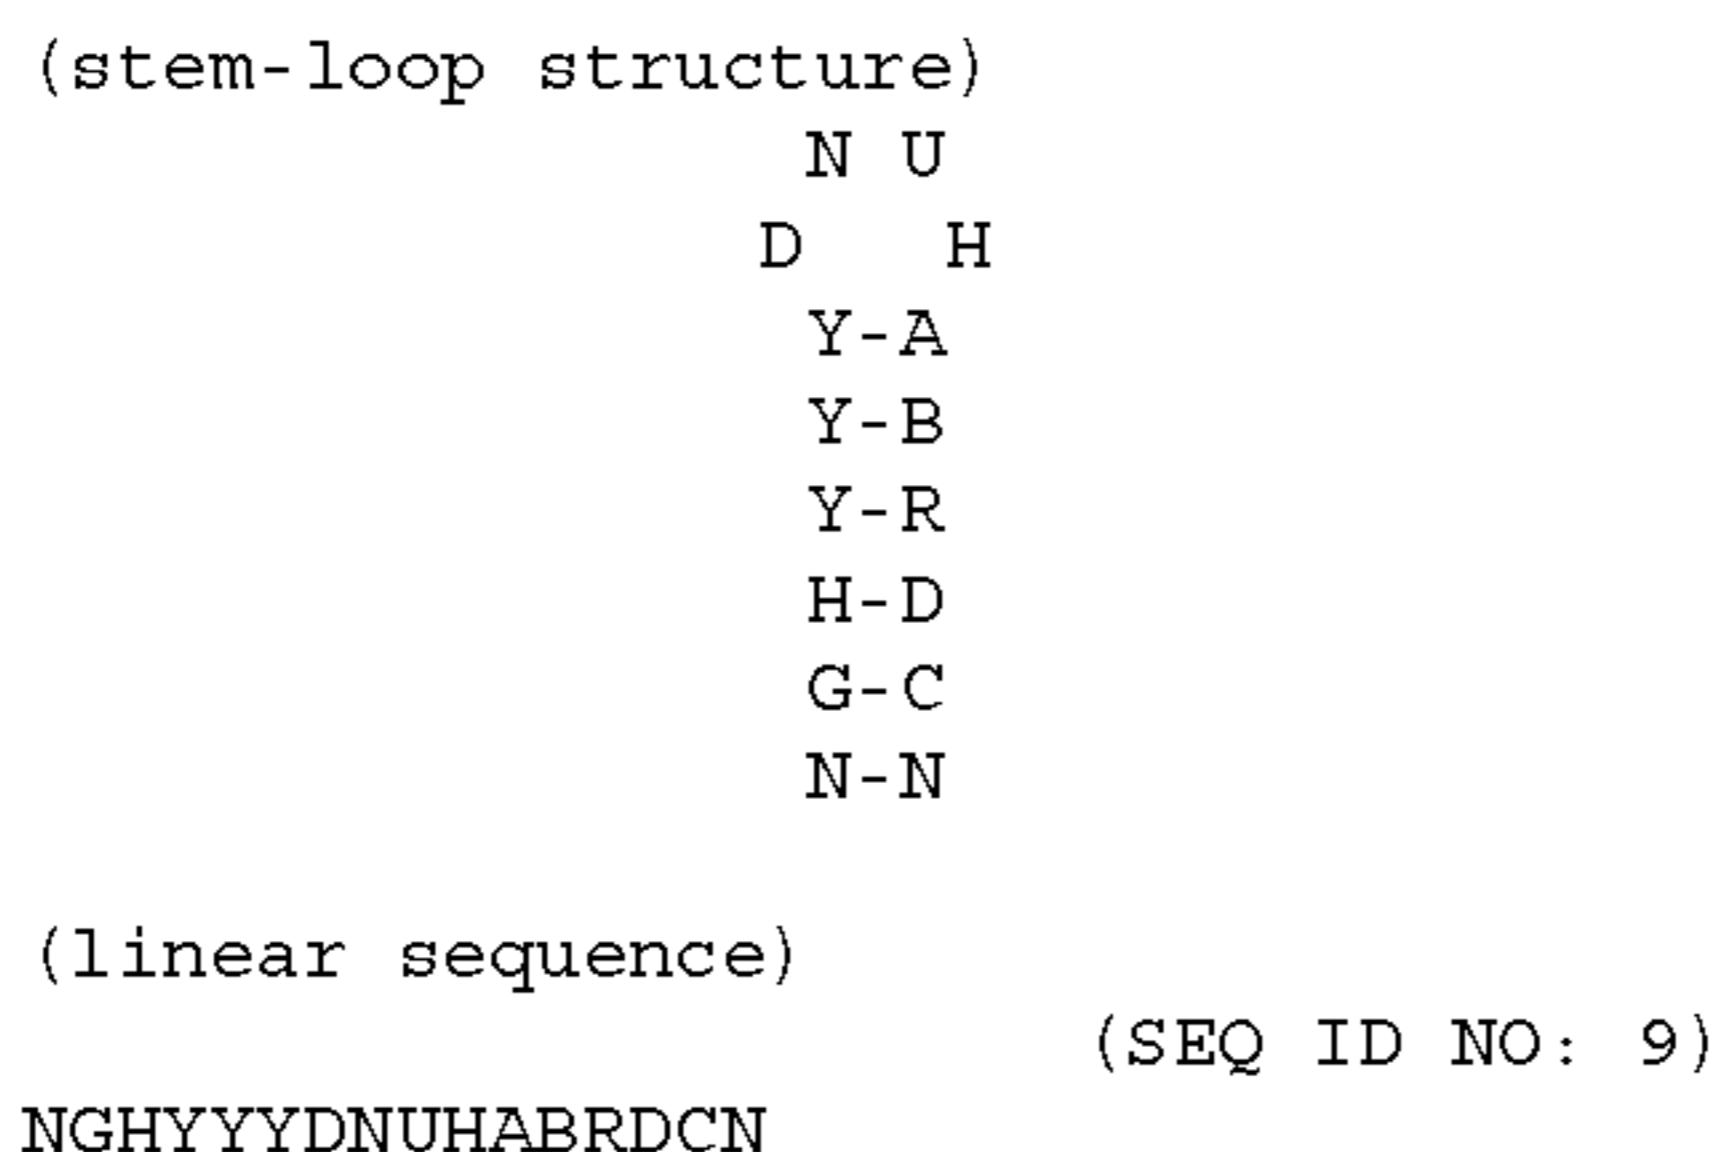 (stem-loop structure)
N U
D H
Y-A
Y-B
Y-R
H-D
G-C
N-N
(linear sequence)
(SEQ ID NO: 9)
NGHYYYDNUHABRDCN